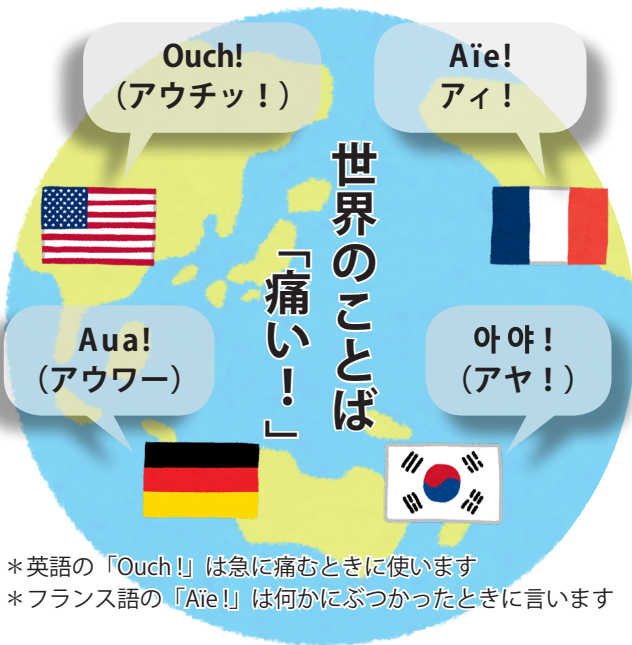 世界のことば
「痛い！」
Ouch!
（アウチッ！）
Aïe!
アィ！
Aua!
（アウワー）
아야！
（アヤ！）
＊英語の「Ouch！」は急に痛むときに使います
＊フランス語の「Aïe！」は何かにぶつかったときに言います